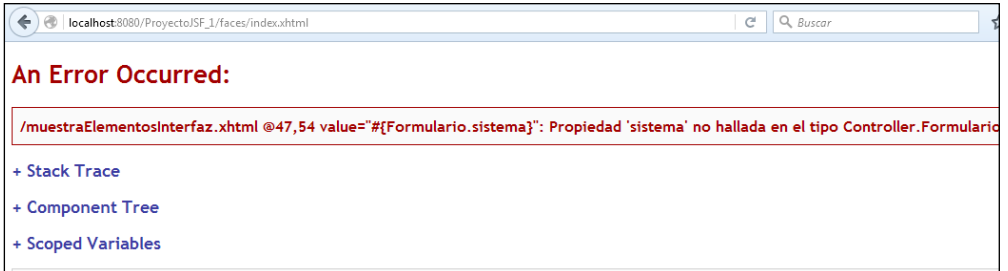 localhost:8080/ProyectoJSF_1/faces/index.xhtml
Buscar
An Error Occurred:
/muestraElementosInterfaz.xhtml @47,54 value="#{Formulario.sistema}": Propiedad 'sistema' no hallada en el tipo Controller.Formulario
+ Stack Trace
+ Component Tree
+ Scoped Variables